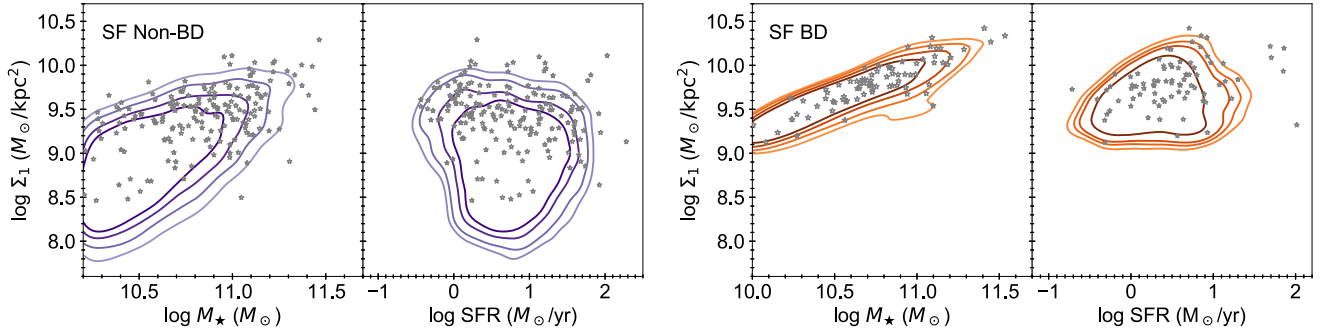 SF Non-BD
10.5
10.0
9.5
9.0
8.5
8.0
log Σ₁ (M⊙/kpc²)
10.5 11.0 11.5
log M★ (M⊙)
−1 0 1 2
log SFR (M⊙/yr)
SF BD
10.5
10.0
9.5
9.0
8.5
8.0
log Σ₁ (M⊙/kpc²)
10.0 10.5 11.0 11.5
log M★ (M⊙)
−1 0 1 2
log SFR (M⊙/yr)